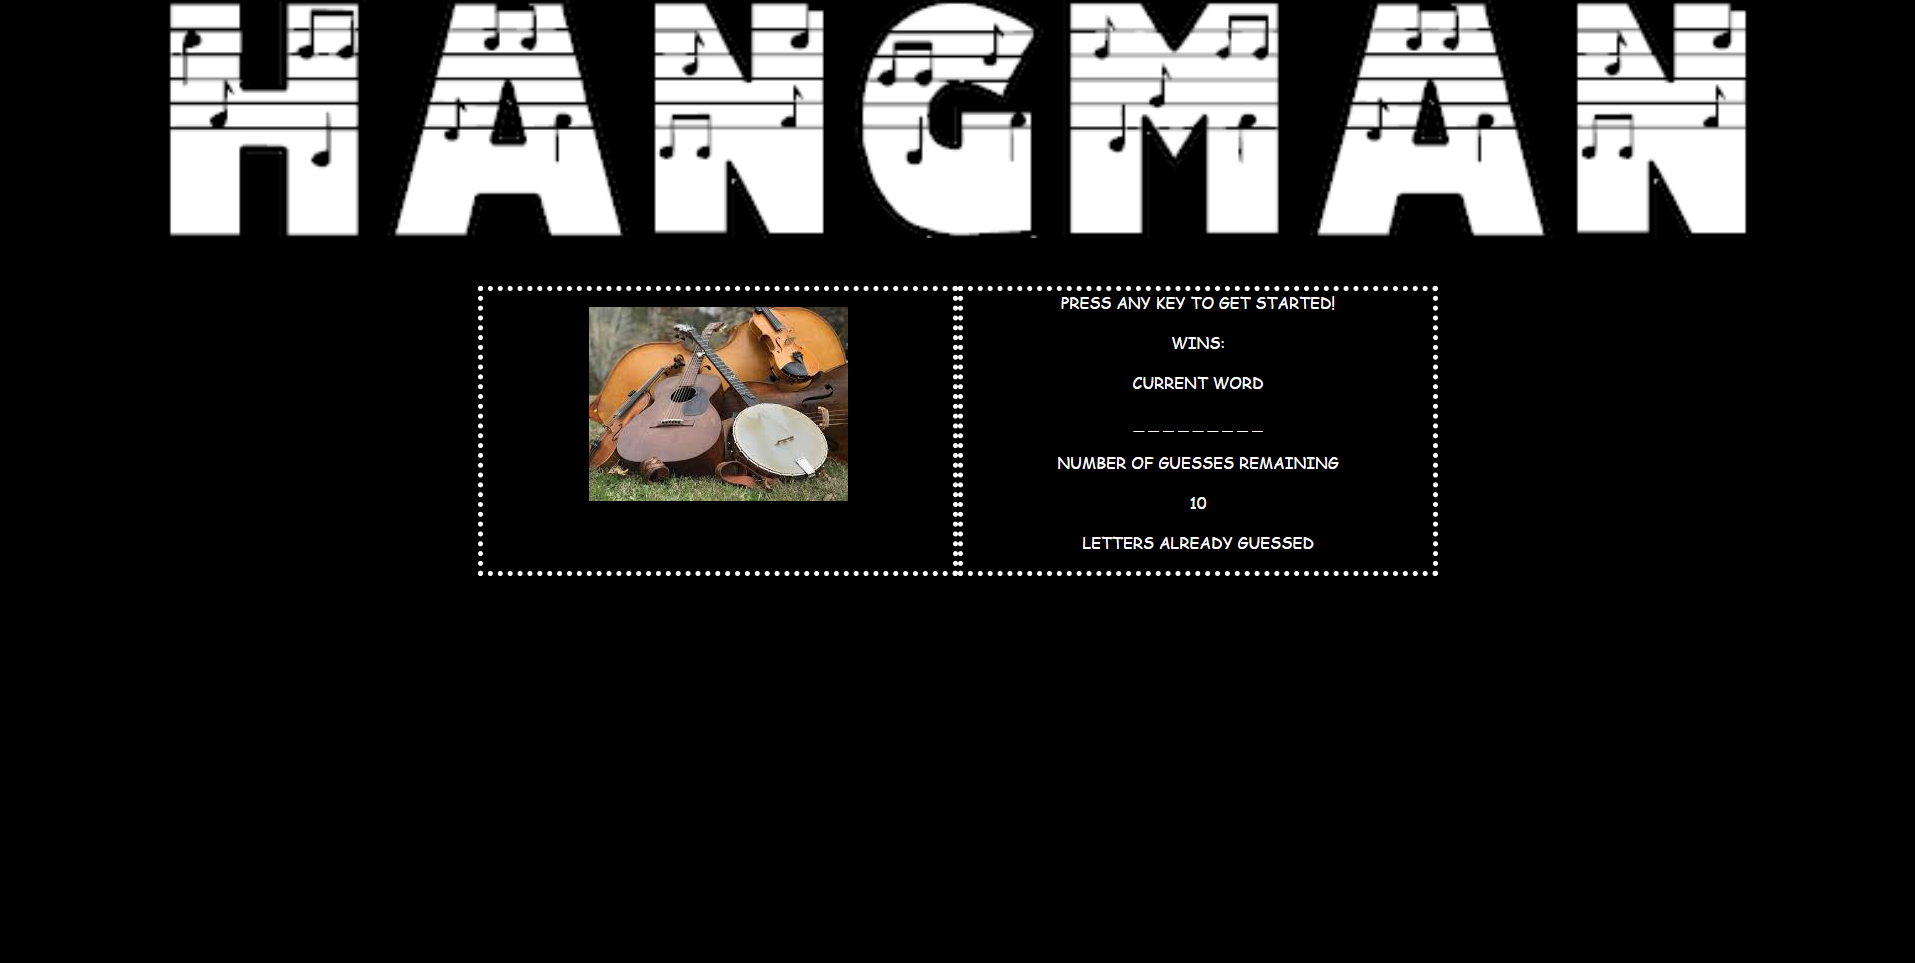 HANGMAN
PRESS ANY KEY TO GET STARTED!
WINS:
CURRENT WORD
_ _ _ _ _ _ _ _ _
NUMBER OF GUESSES REMAINING
10
LETTERS ALREADY GUESSED